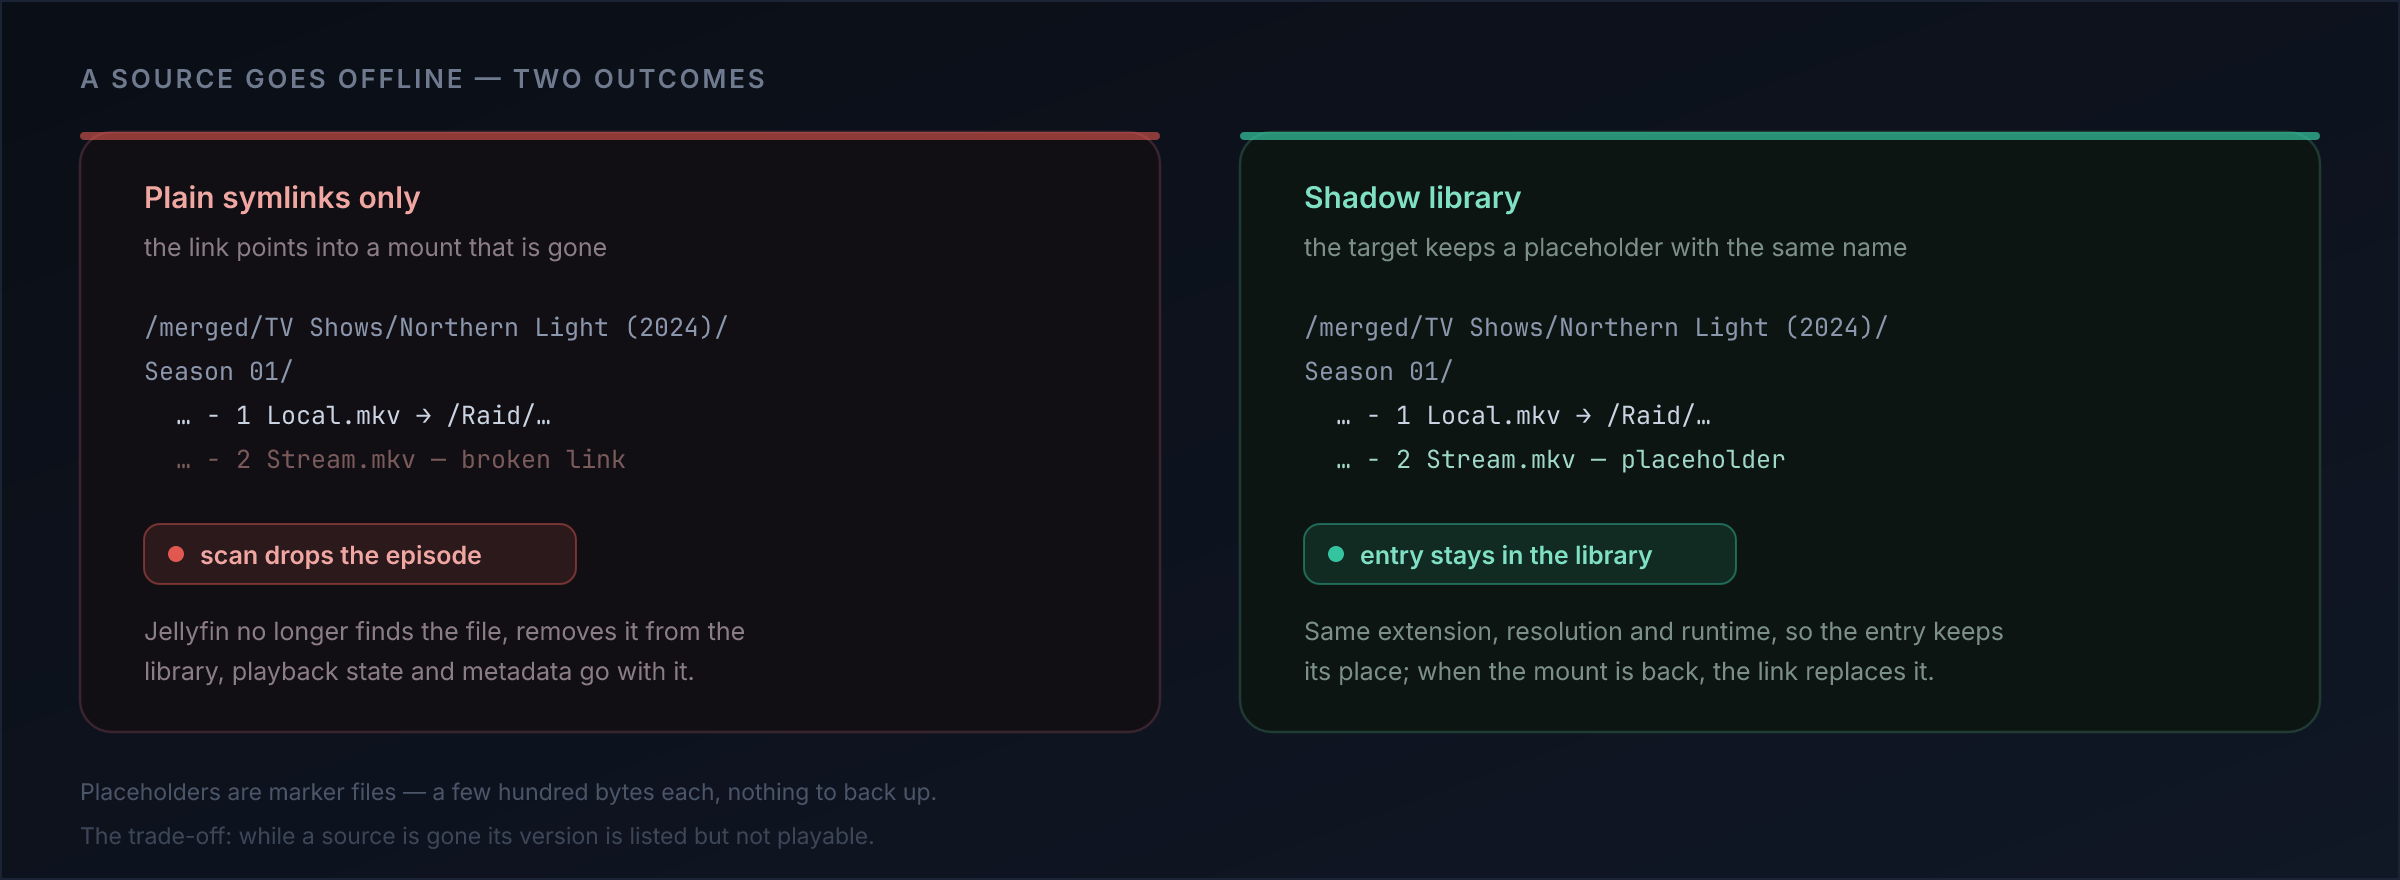 A SOURCE GOES OFFLINE — TWO OUTCOMES
Plain symlinks only
the link points into a mount that is gone
/merged/TV Shows/Northern Light (2024)/
Season 01/
… - 1 Local.mkv → /Raid/…
… - 2 Stream.mkv — broken link
scan drops the episode
Jellyfin no longer finds the file, removes it from the
library, playback state and metadata go with it.
Shadow library
the target keeps a placeholder with the same name
/merged/TV Shows/Northern Light (2024)/
Season 01/
… - 1 Local.mkv → /Raid/…
… - 2 Stream.mkv — placeholder
entry stays in the library
Same extension, resolution and runtime, so the entry keeps
its place; when the mount is back, the link replaces it.
Placeholders are marker files — a few hundred bytes each, nothing to back up.
The trade-off: while a source is gone its version is listed but not playable.